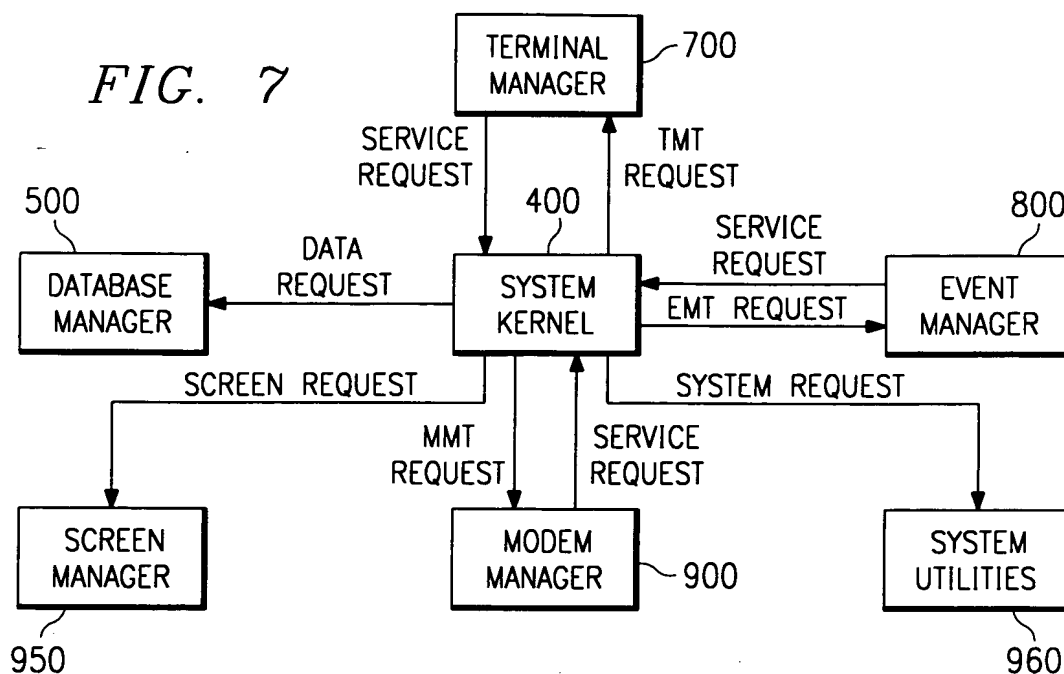 FIG. 7
TERMINAL
MANAGER
700
SERVICE
REQUEST
TMT
REQUEST
500
400
800
DATABASE
MANAGER
DATA
REQUEST
SYSTEM
KERNEL
SERVICE
REQUEST
EMT REQUEST
EVENT
MANAGER
SCREEN REQUEST
SYSTEM REQUEST
MMT
REQUEST
SERVICE
REQUEST
SCREEN
MANAGER
950
MODEM
MANAGER
900
SYSTEM
UTILITIES
960